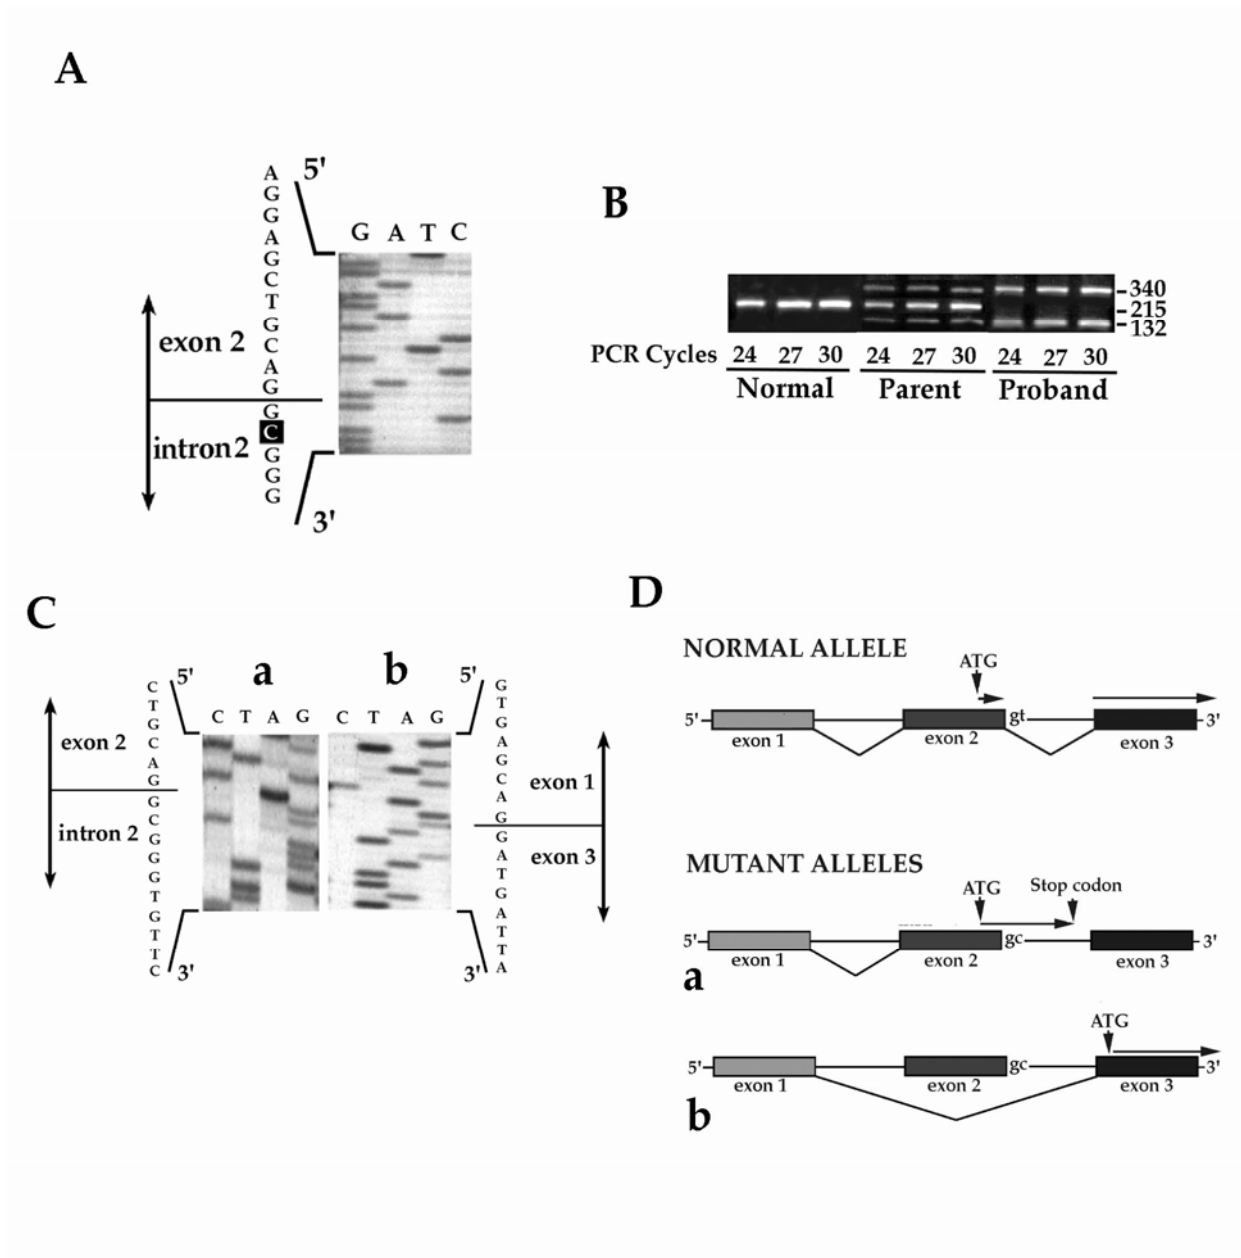 A
5'
A
G
G
A
G
C
T
G
C
A
G
G
C
G
G
G
G A T C
exon 2
intron2
3'
B
-340
-215
-132
PCR Cycles 24 27 30 24 27 30 24 27 30
Normal Parent Proband
C
a b
5' 5'
C
T
G
C
A
G
G
C
G
G
G
T
G
T
T
C
C T A G C T A G
exon 2
intron 2
3'
G
T
G
A
G
C
A
G
G
A
T
G
A
T
T
A
exon 1
exon 3
3'
D
NORMAL ALLELE
ATG
5'- gt -3'
exon 1 exon 2 exon 3
MUTANT ALLELES
ATG Stop codon
5'- gc - 3'
exon 1 exon 2 exon 3
a
ATG
5'- gc -3'
exon 1 exon 2 exon 3
b